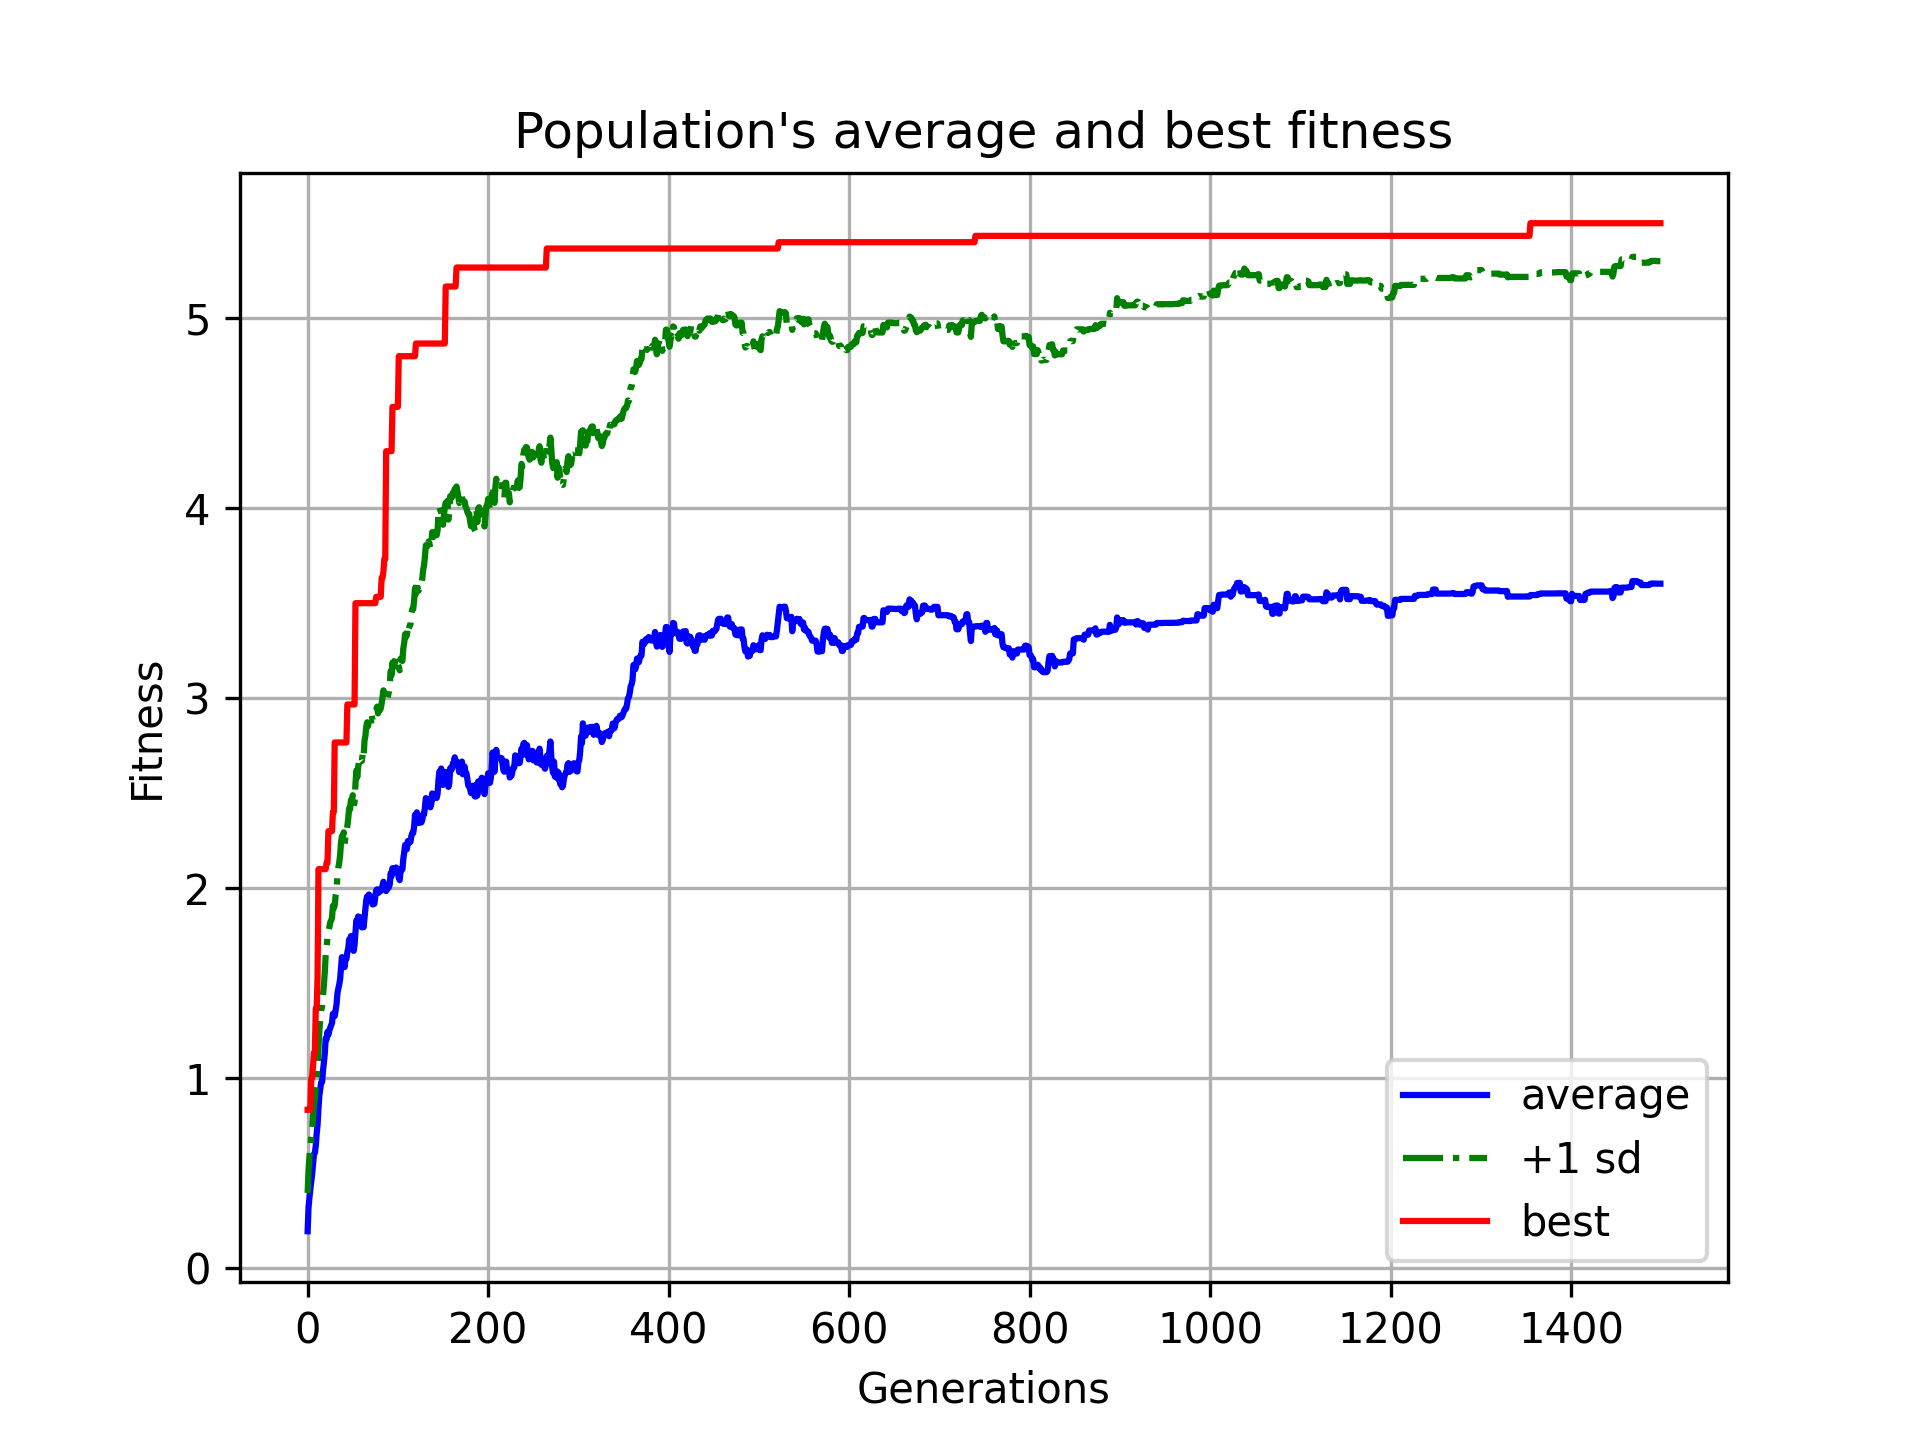 Population's average and best fitness
Fitness
5
4
3
2
1
0
average
+1 sd
best
0 200 400 600 800 1000 1200 1400
Generations